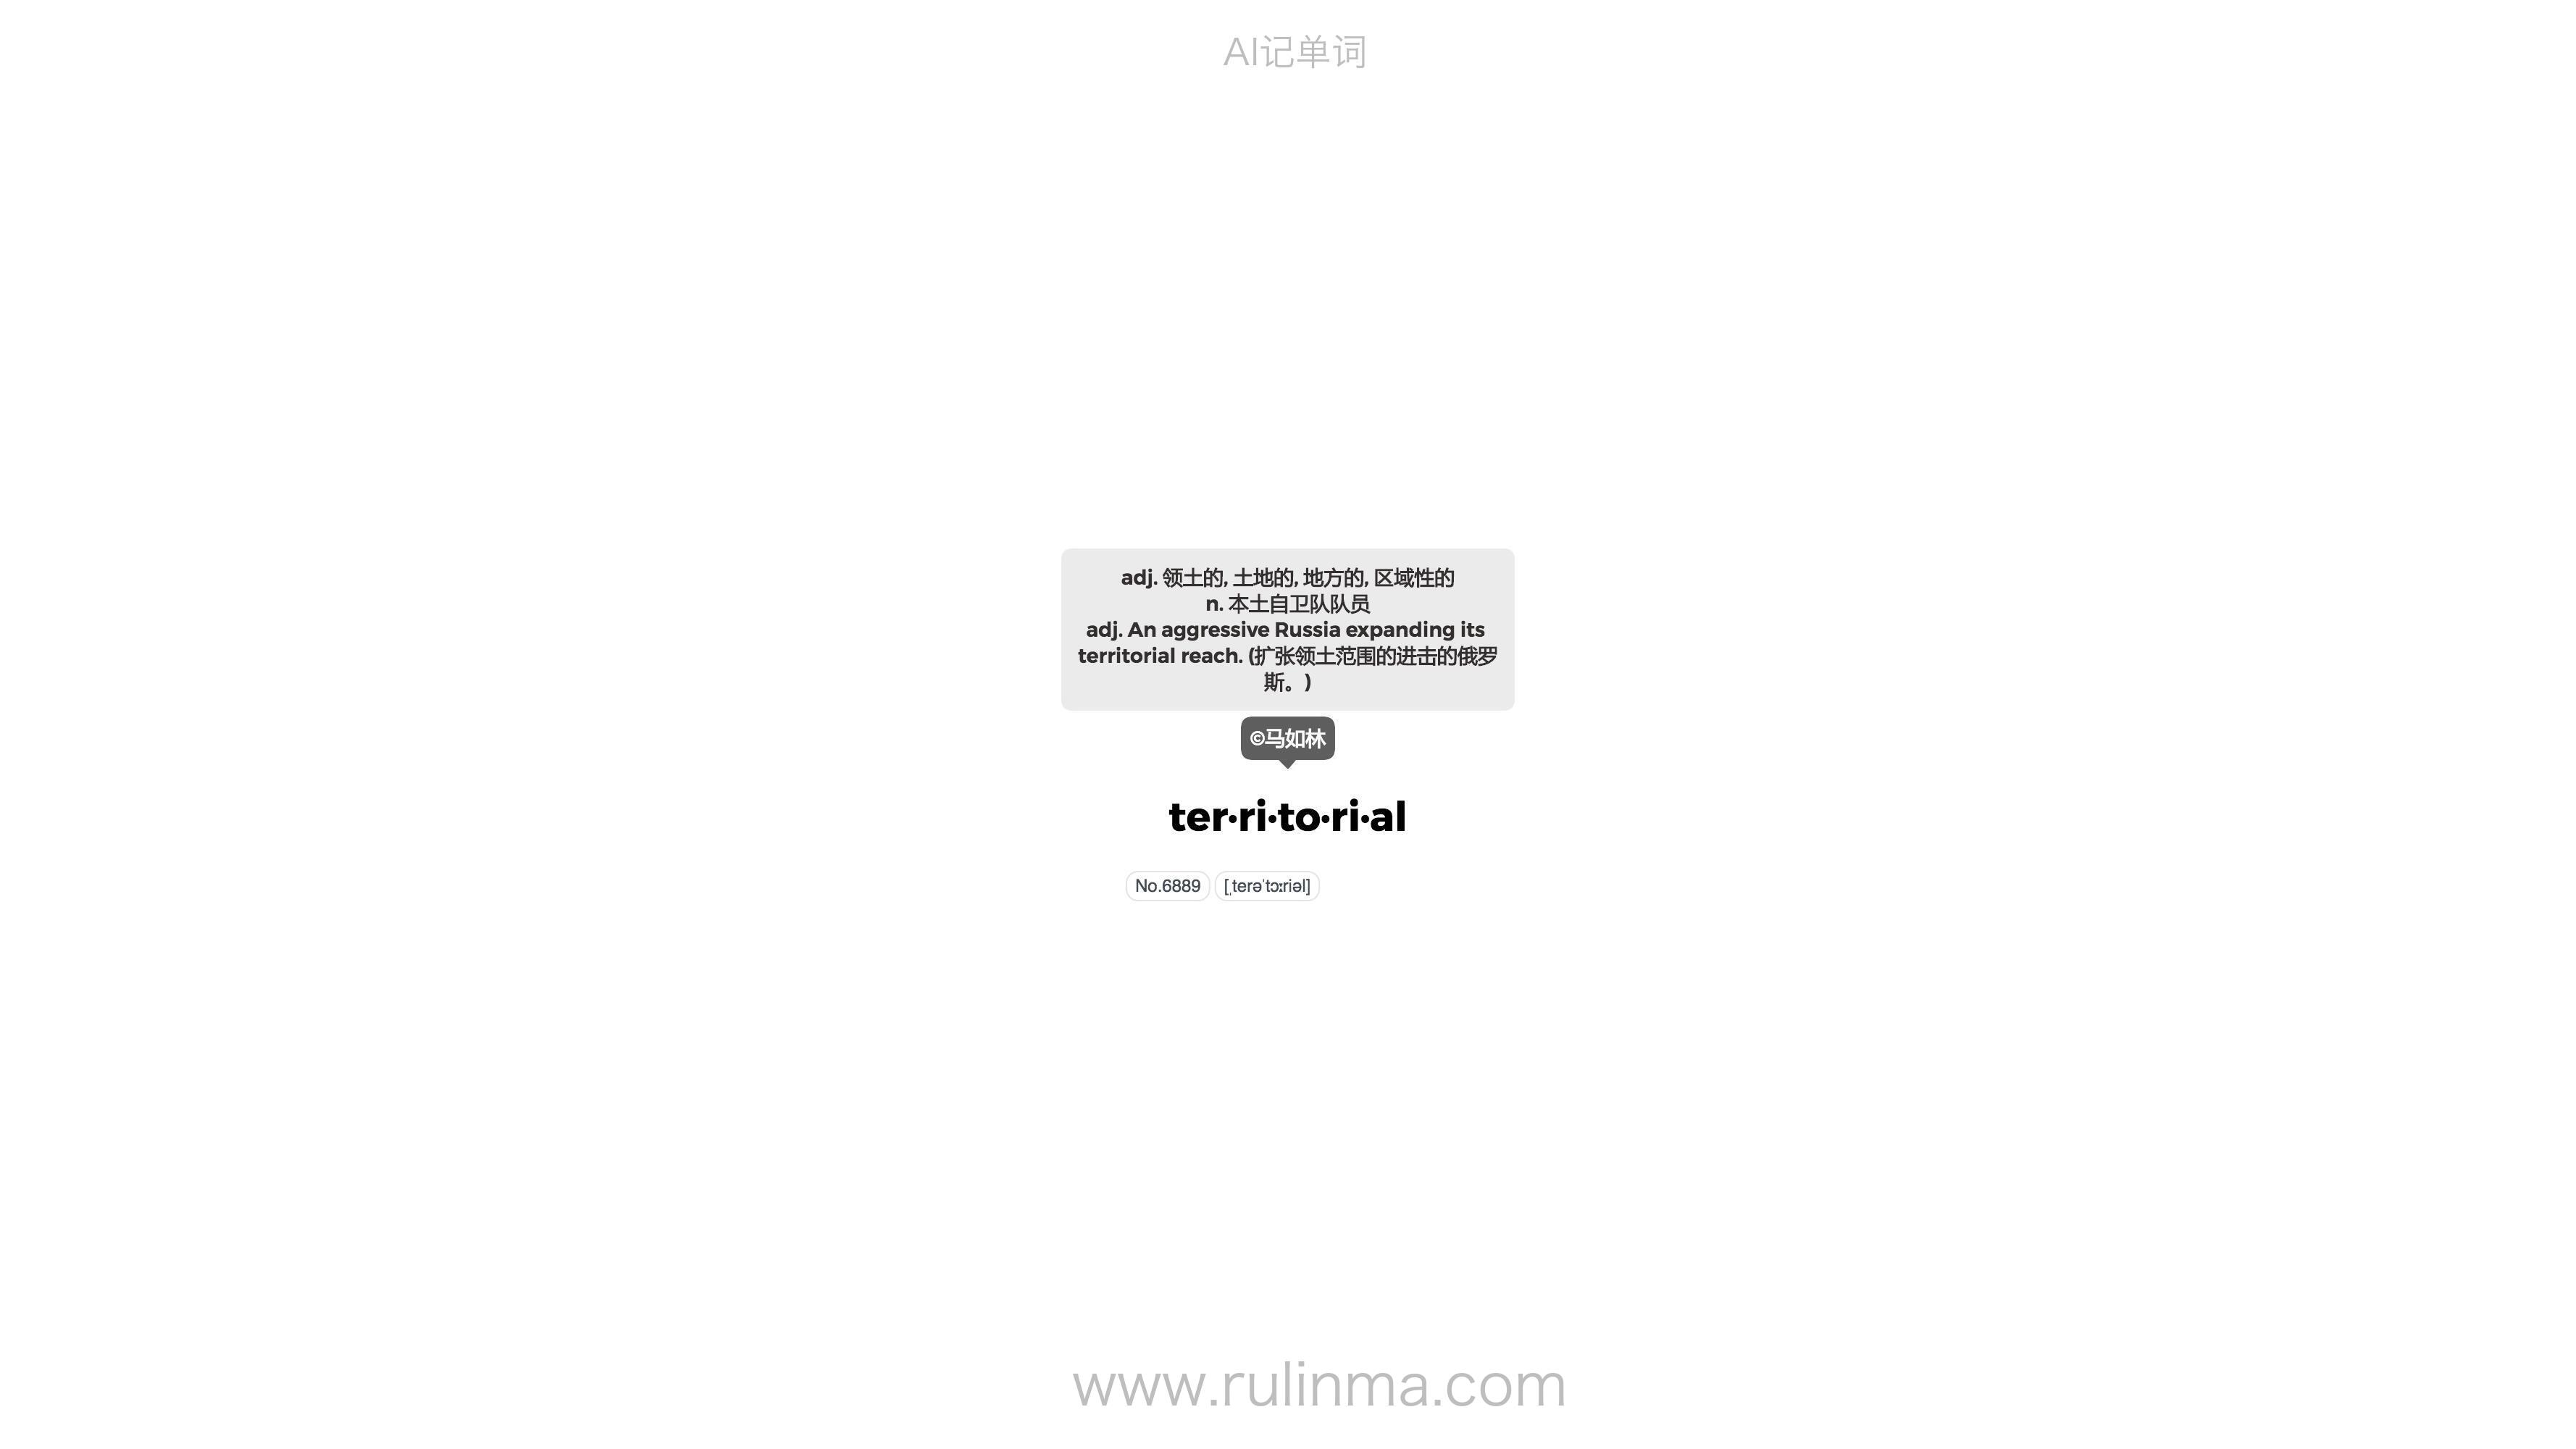 AI记单词
adj. 领土的, 土地的, 地方的, 区域性的
n. 本土自卫队队员
adj. An aggressive Russia expanding its
territorial reach. (扩张领土范围的进击的俄罗
斯。)
©马如林
ter·ri·to·ri·al
No.6889 [ˌterəˈtɔːriəl]
www.rulinma.com